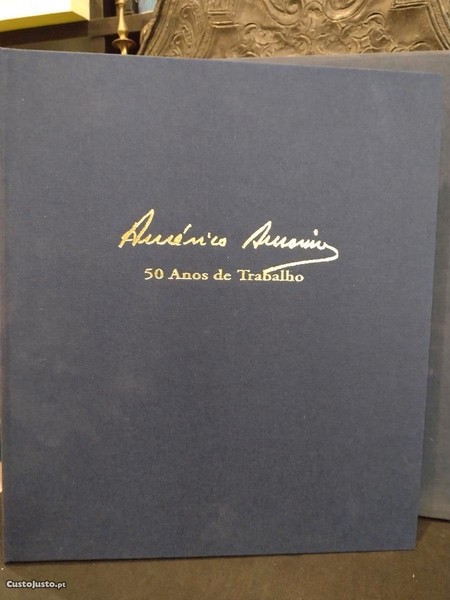 Américo Amorim
50 Anos de Trabalho
CustoJusto.pt